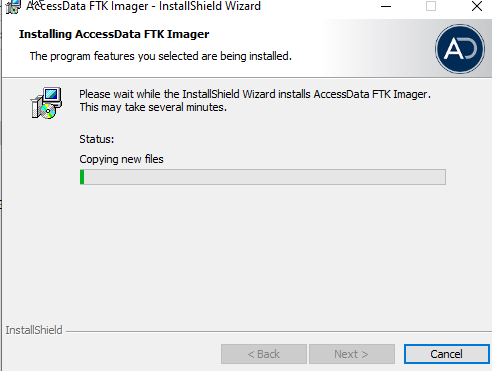 AccessData FTK Imager - InstallShield Wizard
Installing AccessData FTK Imager
The program features you selected are being installed.
AD
Please wait while the InstallShield Wizard installs AccessData FTK Imager.
This may take several minutes.
Status:
Copying new files
InstallShield
< Back
Next >
Cancel